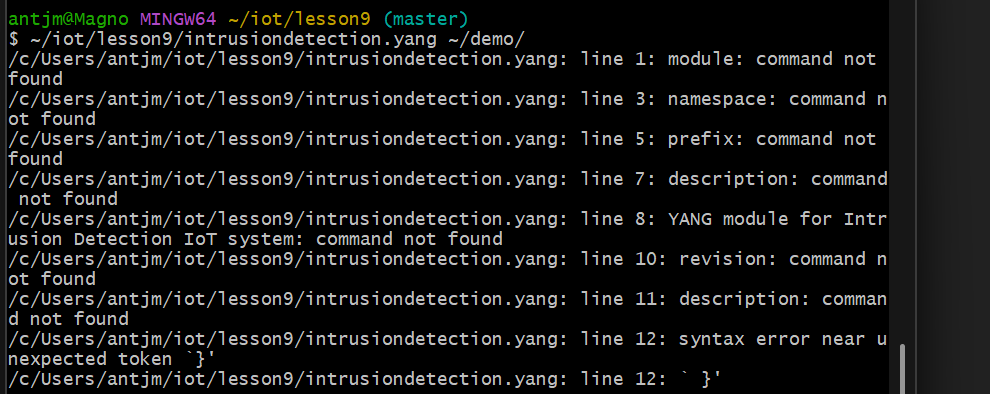 antjm@Magno MINGW64 ~/iot/lesson9 (master)
$ ~/iot/lesson9/intrusiondetection.yang ~/demo/
/c/Users/antjm/iot/lesson9/intrusiondetection.yang: line 1: module: command not
found
/c/Users/antjm/iot/lesson9/intrusiondetection.yang: line 3: namespace: command n
ot found
/c/Users/antjm/iot/lesson9/intrusiondetection.yang: line 5: prefix: command not
found
/c/Users/antjm/iot/lesson9/intrusiondetection.yang: line 7: description: command
 not found
/c/Users/antjm/iot/lesson9/intrusiondetection.yang: line 8: YANG module for Intr
usion Detection IoT system: command not found
/c/Users/antjm/iot/lesson9/intrusiondetection.yang: line 10: revision: command n
ot found
/c/Users/antjm/iot/lesson9/intrusiondetection.yang: line 11: description: comman
d not found
/c/Users/antjm/iot/lesson9/intrusiondetection.yang: line 12: syntax error near u
nexpected token `}'
/c/Users/antjm/iot/lesson9/intrusiondetection.yang: line 12: ` }'